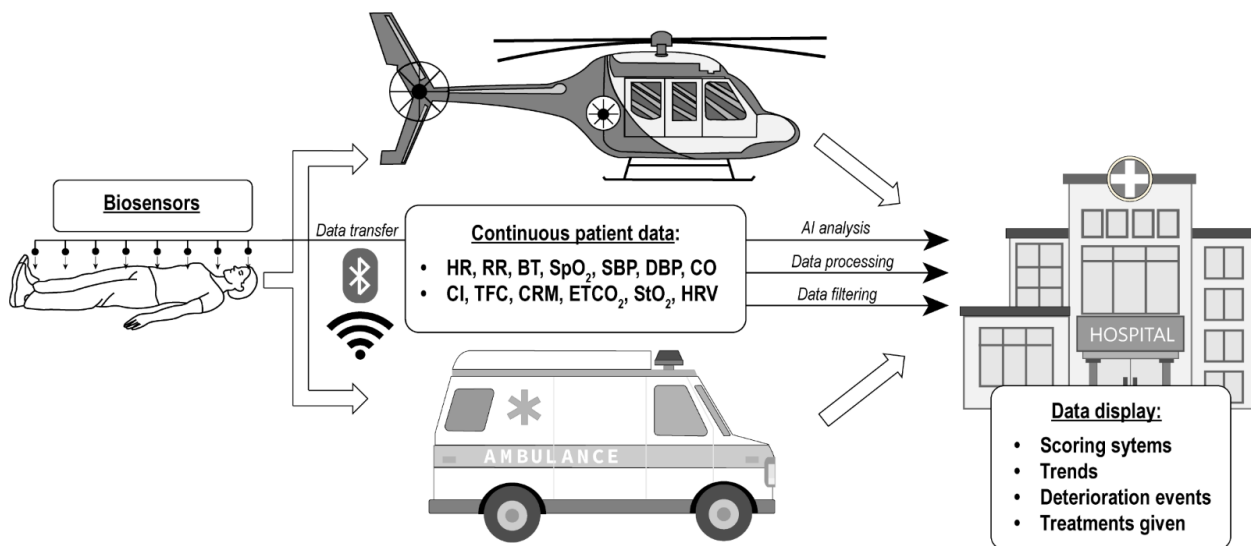 Biosensors
Data transfer
Continuous patient data:
• HR, RR, BT, SpO₂, SBP, DBP, CO
• CI, TFC, CRM, ETCO₂, StO₂, HRV
AI analysis
Data processing
Data filtering
AMBULANCE
HOSPITAL
Data display:
• Scoring sytems
• Trends
• Deterioration events
• Treatments given